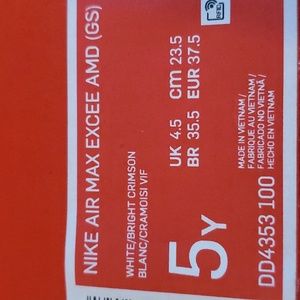 NIKE AIR MAX EXCEE AMD (GS)
WHITE/BRIGHT CRIMSON
BLANC/CRAMOISI VIF
5Y
UK 4.5 cm 23.5
BR 35.5 EUR 37.5
MADE IN VIETNAM /
FABRIQUE AU VIETNAM /
FABRICADO NO VIETNÃ /
HECHO EN VIETNAM
DD4353 100